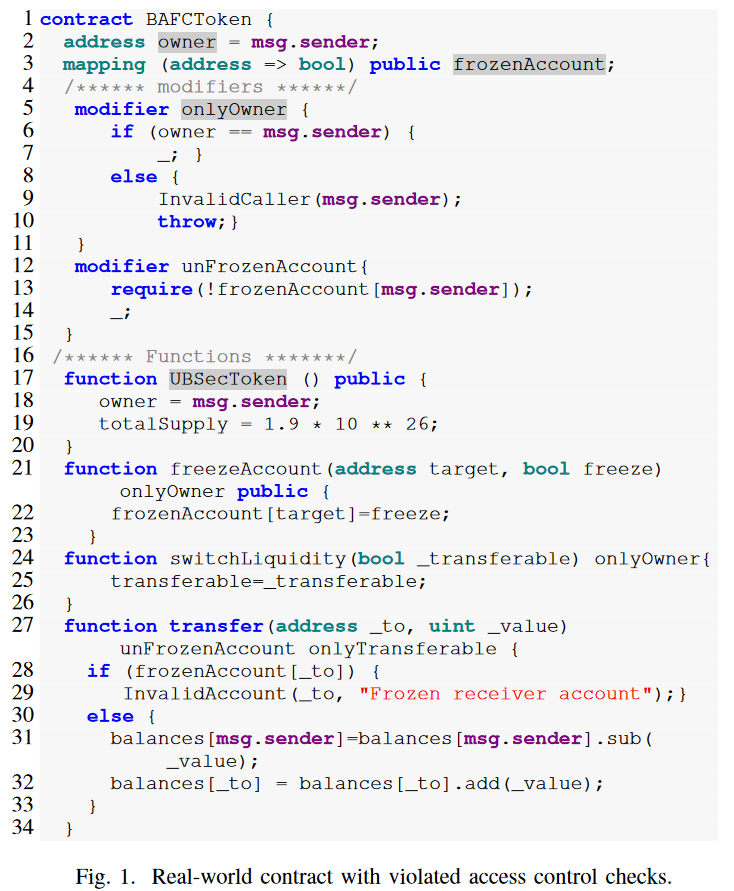 1 contract BAFCToken {
2 address owner = msg.sender;
3 mapping (address => bool) public frozenAccount;
4 /****** modifiers ******/
5 modifier onlyOwner {
6 if (owner == msg.sender) {
7 _; }
8 else {
9 InvalidCaller(msg.sender);
10 throw;}
11 }
12 modifier unFrozenAccount{
13 require(!frozenAccount[msg.sender]);
14 _;
15 }
16 /****** Functions *******/
17 function UBSecToken () public {
18 owner = msg.sender;
19 totalSupply = 1.9 * 10 ** 26;
20 }
21 function freezeAccount(address target, bool freeze)
onlyOwner public {
22 frozenAccount[target]=freeze;
23 }
24 function switchLiquidity(bool _transferable) onlyOwner{
25 transferable=_transferable;
26 }
27 function transfer(address _to, uint _value)
unFrozenAccount onlyTransferable {
28 if (frozenAccount[_to]) {
29 InvalidAccount(_to, "Frozen receiver account");}
30 else {
31 balances[msg.sender]=balances[msg.sender].sub(
_value);
32 balances[_to] = balances[_to].add(_value);
33 }
34 }
Fig. 1. Real-world contract with violated access control checks.